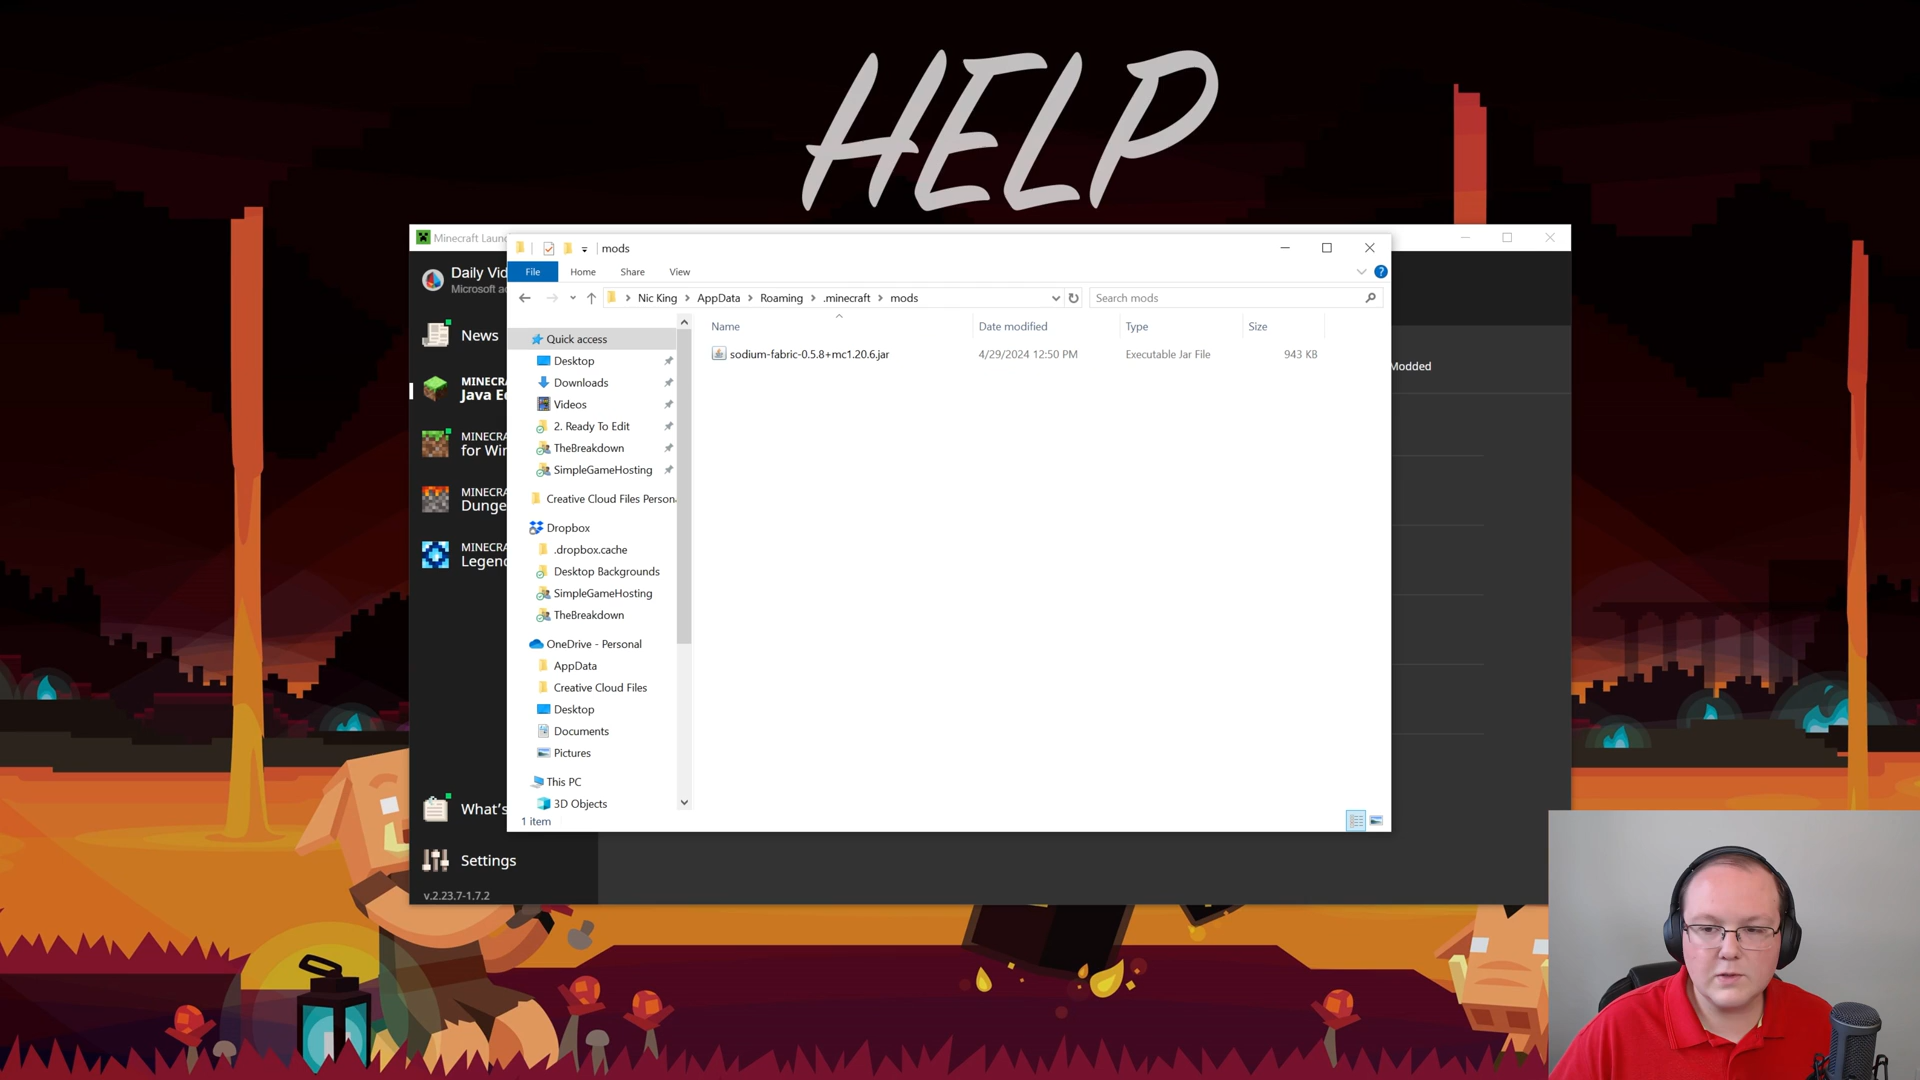 HELP
Minecraft Laun
mods
Daily Vid
Microsoft ac
File Home Share View
Nic King AppData Roaming .minecraft mods
Search mods
Name Date modified Type Size
sodium-fabric-0.5.8+mc1.20.6.jar 4/29/2024 12:50 PM Executable Jar File 943 KB
News
MINECRA
Java E
MINECRA
for Wir
MINECRA
Dunge
MINECRA
Legen
What's
Settings
v.2.23.7-1.7.2
Quick access
Desktop
Downloads
Videos
2. Ready To Edit
TheBreakdown
SimpleGameHosting
Creative Cloud Files Person
Dropbox
.dropbox.cache
Desktop Backgrounds
SimpleGameHosting
TheBreakdown
OneDrive - Personal
AppData
Creative Cloud Files
Desktop
Documents
Pictures
This PC
3D Objects
1 item
Modded